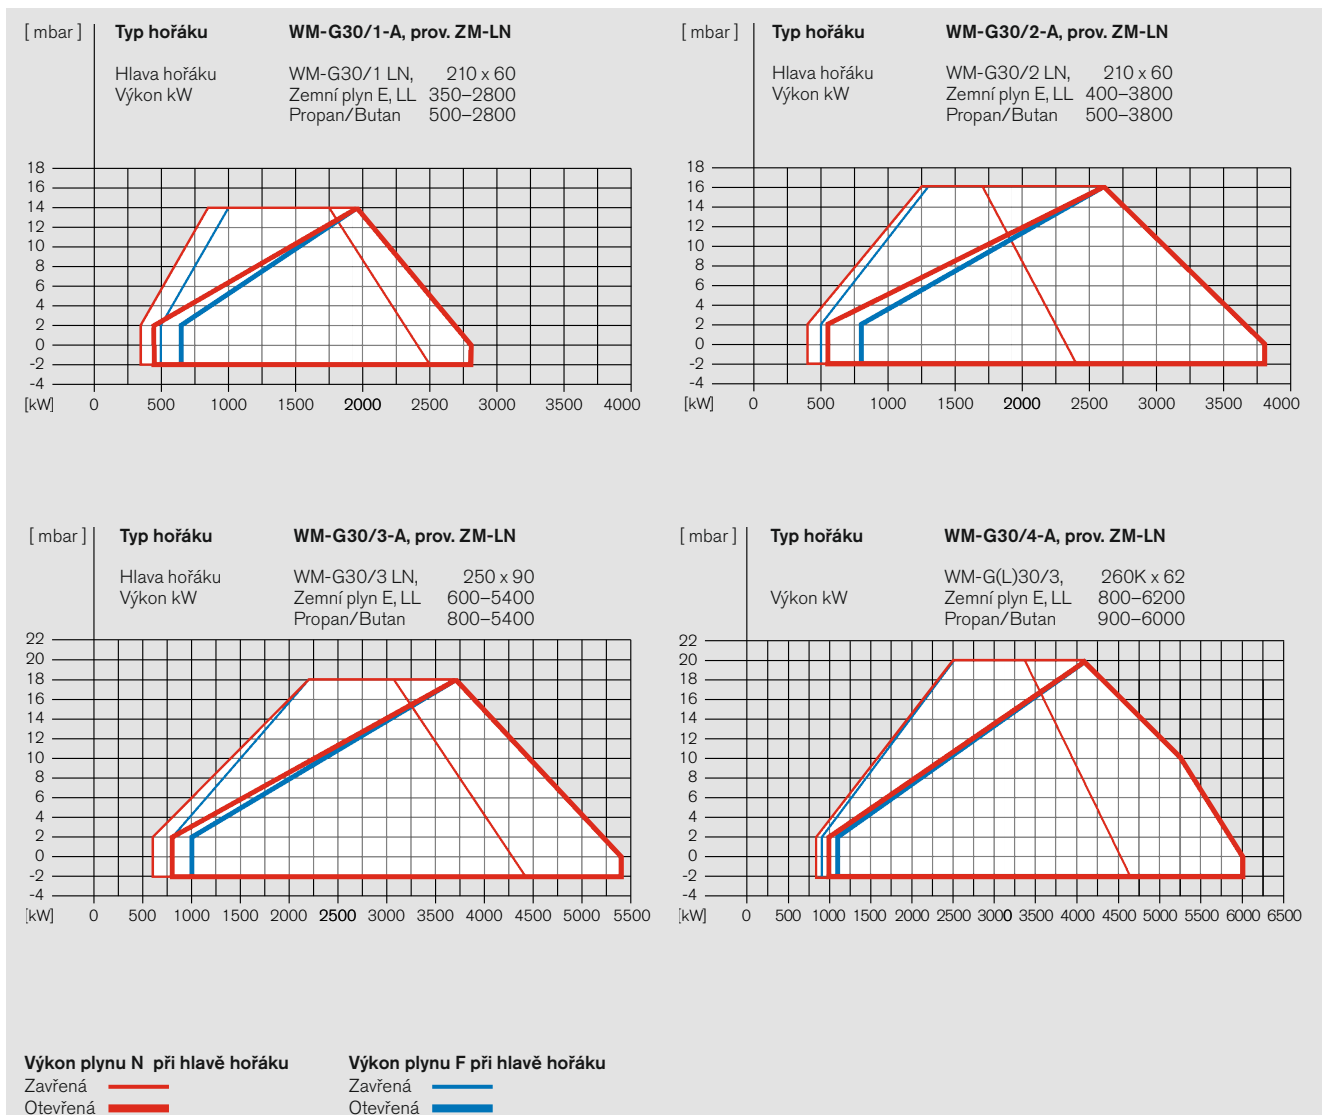 [ mbar ] Typ hořáku WM-G30/1-A, prov. ZM-LN
Hlava hořáku WM-G30/1 LN, 210 x 60
Výkon kW Zemní plyn E, LL 350–2800
Propan/Butan 500–2800
18
16
14
12
10
8
6
4
2
0
-2
-4
[kW] 0 500 1000 1500 2000 2500 3000 3500 4000
[ mbar ] Typ hořáku WM-G30/2-A, prov. ZM-LN
Hlava hořáku WM-G30/2 LN, 210 x 60
Výkon kW Zemní plyn E, LL 400–3800
Propan/Butan 500–3800
18
16
14
12
10
8
6
4
2
0
-2
-4
[kW] 0 500 1000 1500 2000 2500 3000 3500 4000
[ mbar ] Typ hořáku WM-G30/3-A, prov. ZM-LN
Hlava hořáku WM-G30/3 LN, 250 x 90
Výkon kW Zemní plyn E, LL 600–5400
Propan/Butan 800–5400
22
20
18
16
14
12
10
8
6
4
2
0
-2
-4
[kW] 0 500 1000 1500 2000 2500 3000 3500 4000 4500 5000 5500
[ mbar ] Typ hořáku WM-G30/4-A, prov. ZM-LN
WM-G(L)30/3, 260K x 62
Výkon kW Zemní plyn E, LL 800–6200
Propan/Butan 900–6000
22
20
18
16
14
12
10
8
6
4
2
0
-2
-4
[kW] 0 500 1000 1500 2000 2500 3000 3500 4000 4500 5000 5500 6000 6500
Výkon plynu N při hlavě hořáku
Zavřená
Otevřená
Výkon plynu F při hlavě hořáku
Zavřená
Otevřená